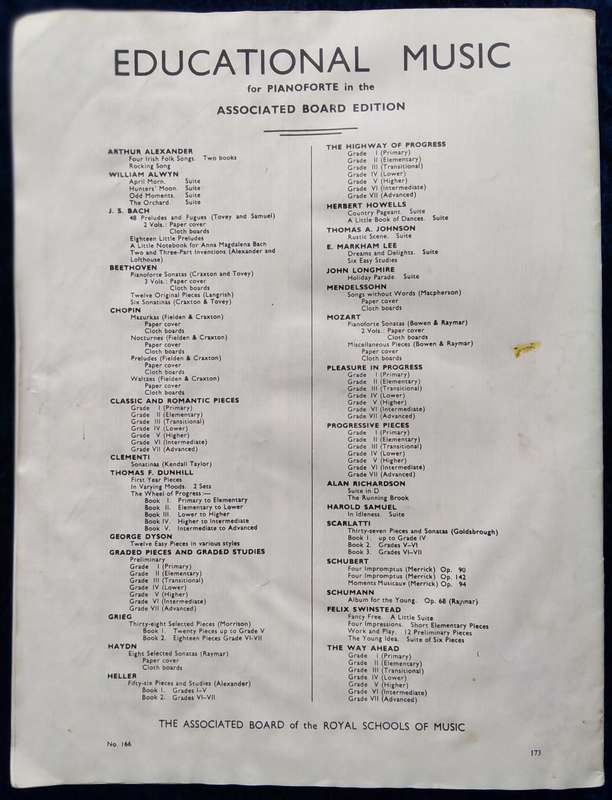 EDUCATIONAL MUSIC
for PIANOFORTE in the
ASSOCIATED BOARD EDITION
ARTHUR ALEXANDER
Four Irish Folk Songs. Two books
Rocking Song
WILLIAM ALWYN
April Morn. Suite
Hunters' Moon. Suite
Odd Moments. Suite
The Orchard. Suite
J. S. BACH
48 Preludes and Fugues (Tovey and Samuel)
2 Vols.: Paper cover
Cloth boards
Eighteen Little Preludes
A Little Notebook for Anna Magdalena Bach
Two and Three-Part Inventions (Alexander and
Lofthouse)
BEETHOVEN
Pianoforte Sonatas (Craxton and Tovey)
3 Vols.: Paper cover
Cloth boards
Twelve Original Pieces (Langrish)
Six Sonatinas (Craxton & Tovey)
CHOPIN
Mazurkas (Fielden & Craxton)
Paper cover
Cloth boards
Nocturnes (Fielden & Craxton)
Paper cover
Cloth boards
Preludes (Fielden & Craxton)
Paper cover
Cloth boards
Waltzes (Fielden & Craxton)
Paper cover
Cloth boards
CLASSIC AND ROMANTIC PIECES
Grade I (Primary)
Grade II (Elementary)
Grade III (Transitional)
Grade IV (Lower)
Grade V (Higher)
Grade VI (Intermediate)
Grade VII (Advanced)
CLEMENTI
Sonatinas (Kendall Taylor)
THOMAS F. DUNHILL
First Year Pieces
In Varying Moods. 2 Sets
The Wheel of Progress:—
Book I. Primary to Elementary
Book II. Elementary to Lower
Book III. Lower to Higher
Book IV. Higher to Intermediate
Book V. Intermediate to Advanced
GEORGE DYSON
Twelve Easy Pieces in various styles
GRADED PIECES AND GRADED STUDIES
Preliminary
Grade I (Primary)
Grade II (Elementary)
Grade III (Transitional)
Grade IV (Lower)
Grade V (Higher)
Grade VI (Intermediate)
Grade VII (Advanced)
GRIEG
Thirty-eight Selected Pieces (Morrison)
Book 1. Twenty Pieces up to Grade V
Book 2. Eighteen Pieces Grade VI-VII
HAYDN
Eight Selected Sonatas (Raymar)
Paper cover
Cloth boards
HELLER
Fifty-six Pieces and Studies (Alexander)
Book 1. Grades I-V
Book 2. Grades VI-VII
THE HIGHWAY OF PROGRESS
Grade I (Primary)
Grade II (Elementary)
Grade III (Transitional)
Grade IV (Lower)
Grade V (Higher)
Grade VI (Intermediate)
Grade VII (Advanced)
HERBERT HOWELLS
Country Pageant. Suite
A Little Book of Dances. Suite
THOMAS A. JOHNSON
Rustic Scene. Suite
E. MARKHAM LEE
Dreams and Delights. Suite
Six Easy Studies
JOHN LONGMIRE
Holiday Parade. Suite
MENDELSSOHN
Songs without Words (Macpherson)
Paper cover
Cloth boards
MOZART
Pianoforte Sonatas (Bowen & Raymar)
2 Vols.: Paper cover
Cloth boards
Miscellaneous Pieces (Bowen & Raymar)
Paper cover
Cloth boards
PLEASURE IN PROGRESS
Grade I (Primary)
Grade II (Elementary)
Grade III (Transitional)
Grade IV (Lower)
Grade V (Higher)
Grade VI (Intermediate)
Grade VII (Advanced)
PROGRESSIVE PIECES
Grade I (Primary)
Grade II (Elementary)
Grade III (Transitional)
Grade IV (Lower)
Grade V (Higher)
Grade VI (Intermediate)
Grade VII (Advanced)
ALAN RICHARDSON
Suite in D
The Running Brook
HAROLD SAMUEL
In Idleness. Suite
SCARLATTI
Thirty-seven Pieces and Sonatas (Goldsbrough)
Book 1. up to Grade IV
Book 2. Grades V-VI
Book 3. Grades VI-VII
SCHUBERT
Four Impromptus (Merrick) Op. 90
Four Impromptus (Merrick) Op. 142
Moments Musicaux (Merrick) Op. 94
SCHUMANN
Album for the Young. Op. 68 (Raymar)
FELIX SWINSTEAD
Fancy Free. A Little Suite
Four Impressions. Short Elementary Pieces
Work and Play. 12 Preliminary Pieces
The Young Idea. Suite of Six Pieces
THE WAY AHEAD
Grade I (Primary)
Grade II (Elementary)
Grade III (Transitional)
Grade IV (Lower)
Grade V (Higher)
Grade VI (Intermediate)
Grade VII (Advanced)
THE ASSOCIATED BOARD of the ROYAL SCHOOLS OF MUSIC
No. 166
173